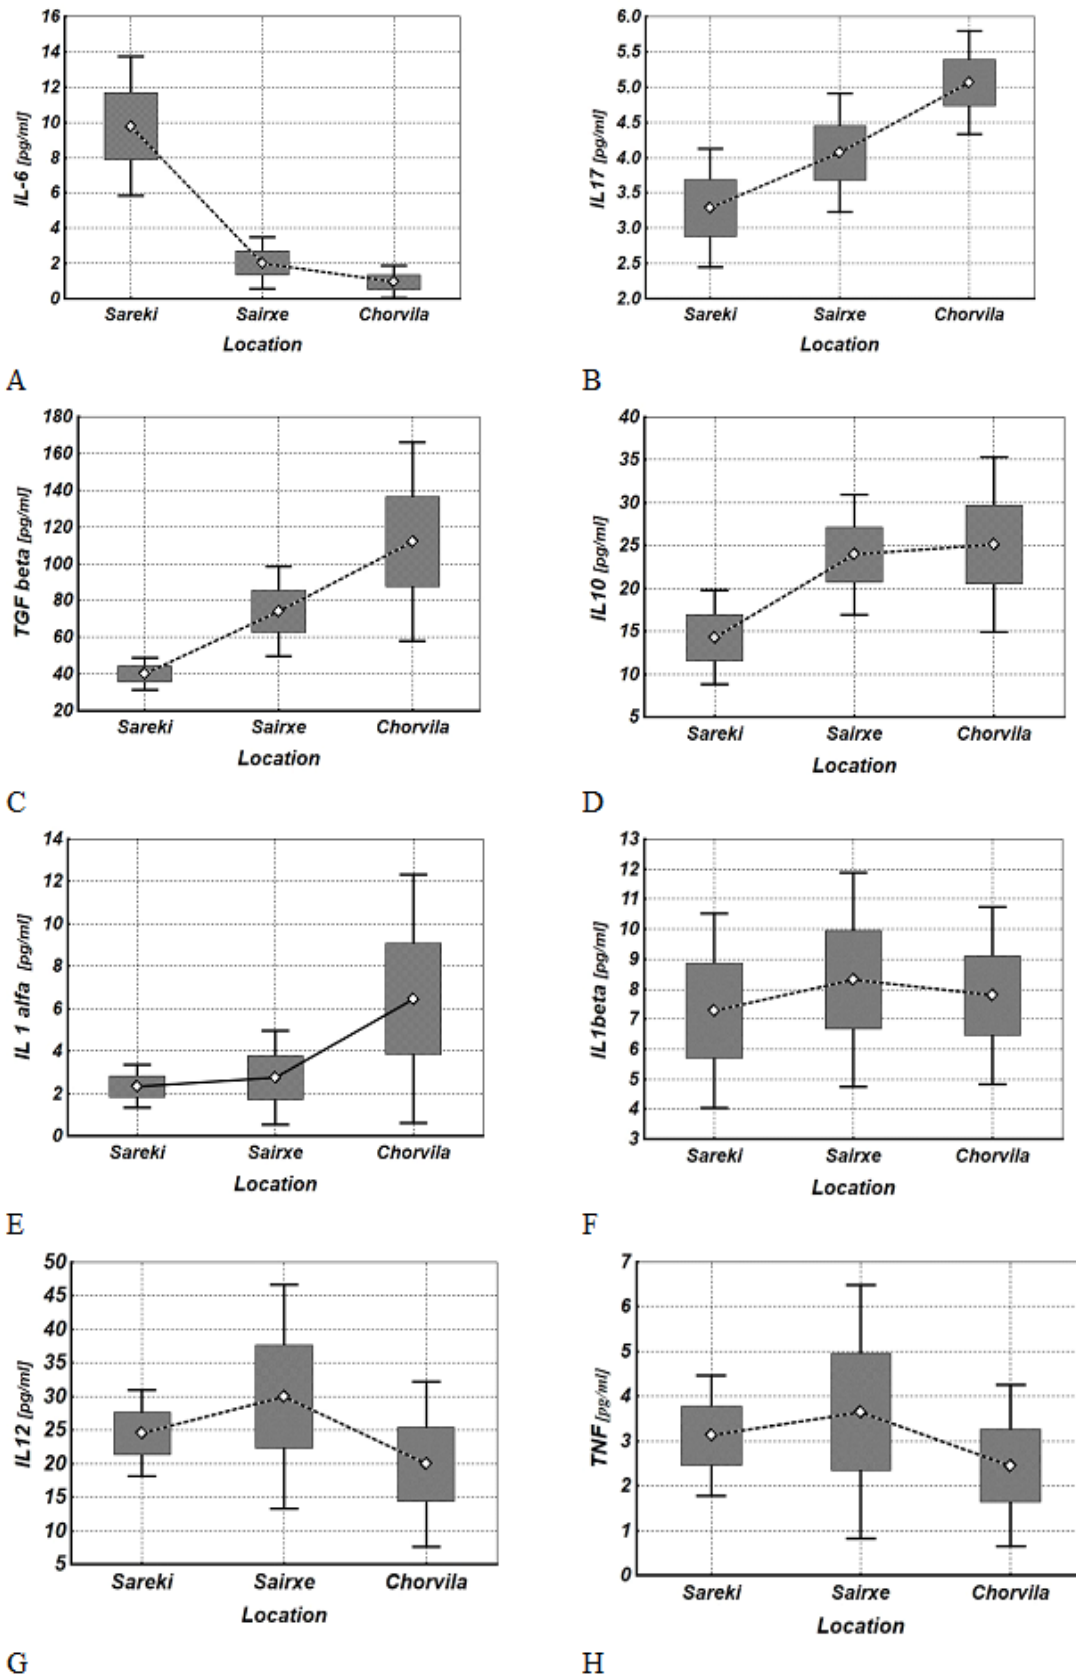 16
14
12
10
8
6
4
2
0
IL-6 [pg/ml]
Sareki Sairxe Chorvila
Location
A
6.0
5.5
5.0
4.5
4.0
3.5
3.0
2.5
2.0
IL17 [pg/ml]
Sareki Sairxe Chorvila
Location
B
180
160
140
120
100
80
60
40
20
TGF beta [pg/ml]
Sareki Sairxe Chorvila
Location
C
40
35
30
25
20
15
10
5
IL10 [pg/ml]
Sareki Sairxe Chorvila
Location
D
14
12
10
8
6
4
2
0
IL 1 alfa [pg/ml]
Sareki Sairxe Chorvila
Location
E
13
12
11
10
9
8
7
6
5
4
3
IL1beta [pg/ml]
Sareki Sairxe Chorvila
Location
F
50
45
40
35
30
25
20
15
10
5
IL12 [pg/ml]
Sareki Sairxe Chorvila
Location
G
7
6
5
4
3
2
1
0
TNF [pg/ml]
Sareki Sairxe Chorvila
Location
H